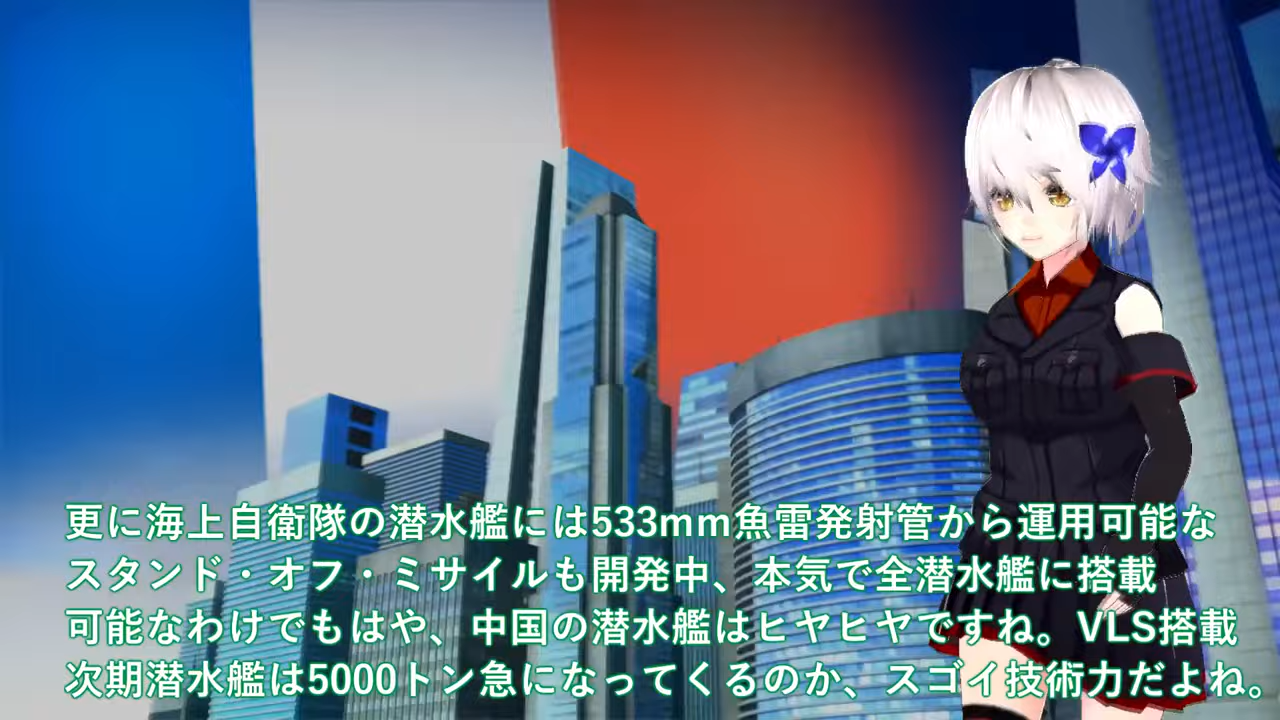 更に海上自衛隊の潜水艦には533mm魚雷発射管から運用可能な
スタンド・オフ・ミサイルも開発中、本気で全潜水艦に搭載
可能なわけでもはや、中国の潜水艦はヒヤヒヤですね。VLS搭載
次期潜水艦は5000トン急になってくるのか、スゴイ技術力だよね。